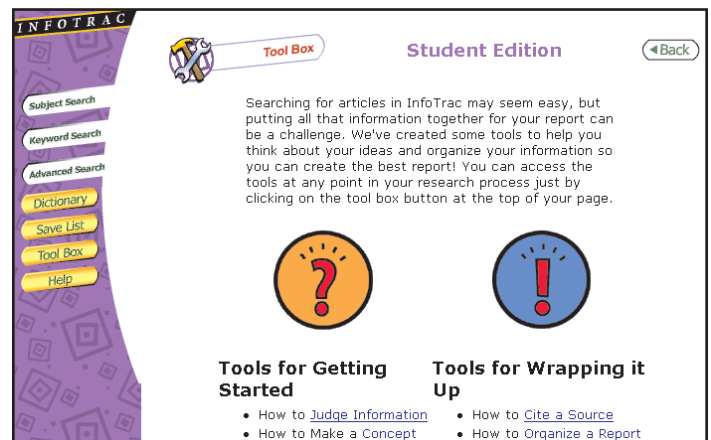 INFOTRAC
Tool Box
Student Edition
Back
Subject Search
Keyword Search
Advanced Search
Dictionary
Save List
Tool Box
Help
Searching for articles in InfoTrac may seem easy, but
putting all that information together for your report can
be a challenge. We've created some tools to help you
think about your ideas and organize your information so
you can create the best report! You can access the
tools at any point in your research process just by
clicking on the tool box button at the top of your page.
?
!
Tools for Getting
Started
• How to Judge Information
• How to Make a Concept
Tools for Wrapping it
Up
• How to Cite a Source
• How to Organize a Report